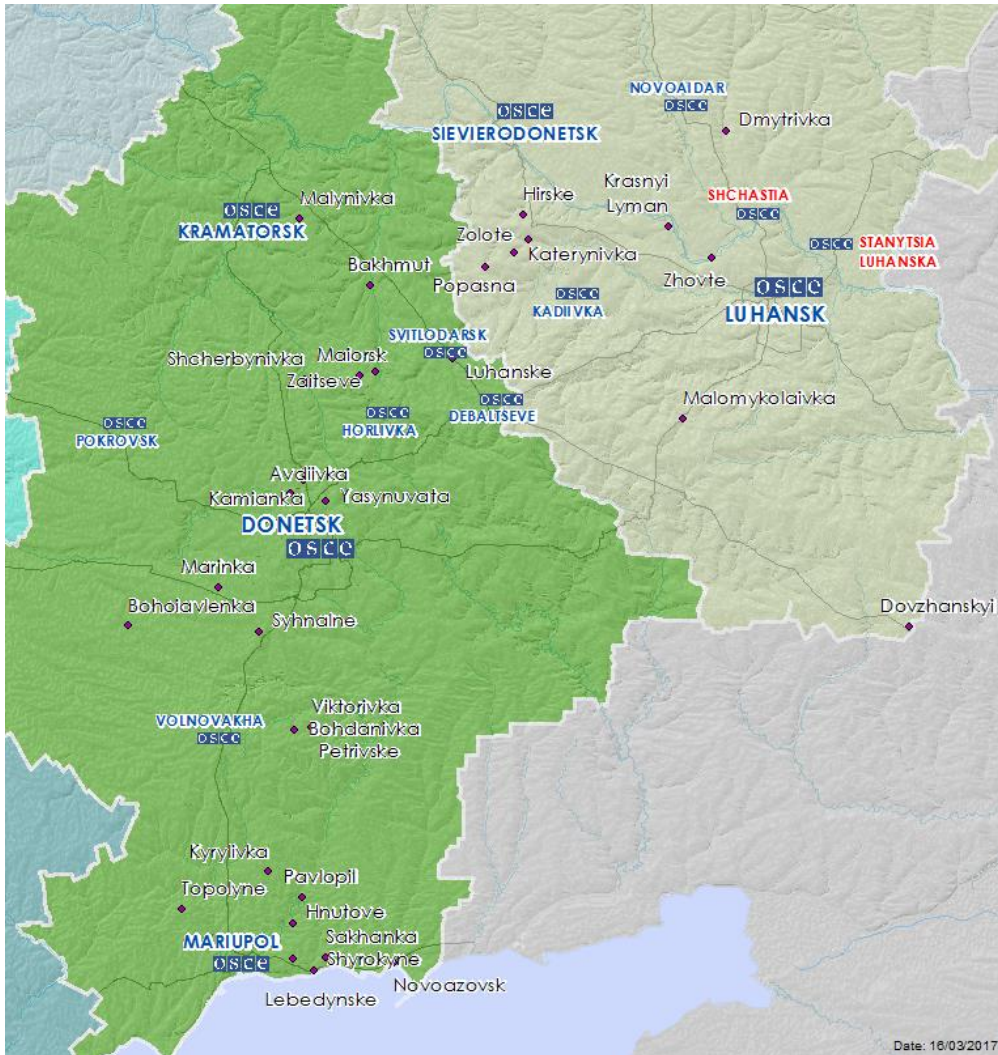 NOVOAIDAR
osce
osce
SIEVIERODONETSK
Dmytrivka
Malynivka
osce
KRAMATORSK
Hirske
Krasnyi
Lyman
SHCHASTIA
osce
Zolote
Katerynivka
osce
STANYTSIA
LUHANSKA
Bakhmut
Popasna
osce
KADIIVKA
Zhovte
osce
LUHANSK
SVITLODARSK
osce
Shcherbynivka
Maiorsk
Zaitseve
Luhanske
osce
POKROVSK
osce
HORLIVKA
osce
DEBALTSEVE
Malomykolaivka
Avdiivka
Kamianka
Yasynuvata
DONETSK
osce
Marinka
Bohoiavlenka
Syhnalne
Dovzhanskyi
VOLNOVAKHA
osce
Viktorivka
Bohdanivka
Petrivske
Kyrylivka
Pavlopil
Topolyne
Hnutove
MARIUPOL
osce
Sakhanka
Shyrokyne
Lebedynske
Novoazovsk
Date: 16/03/2017